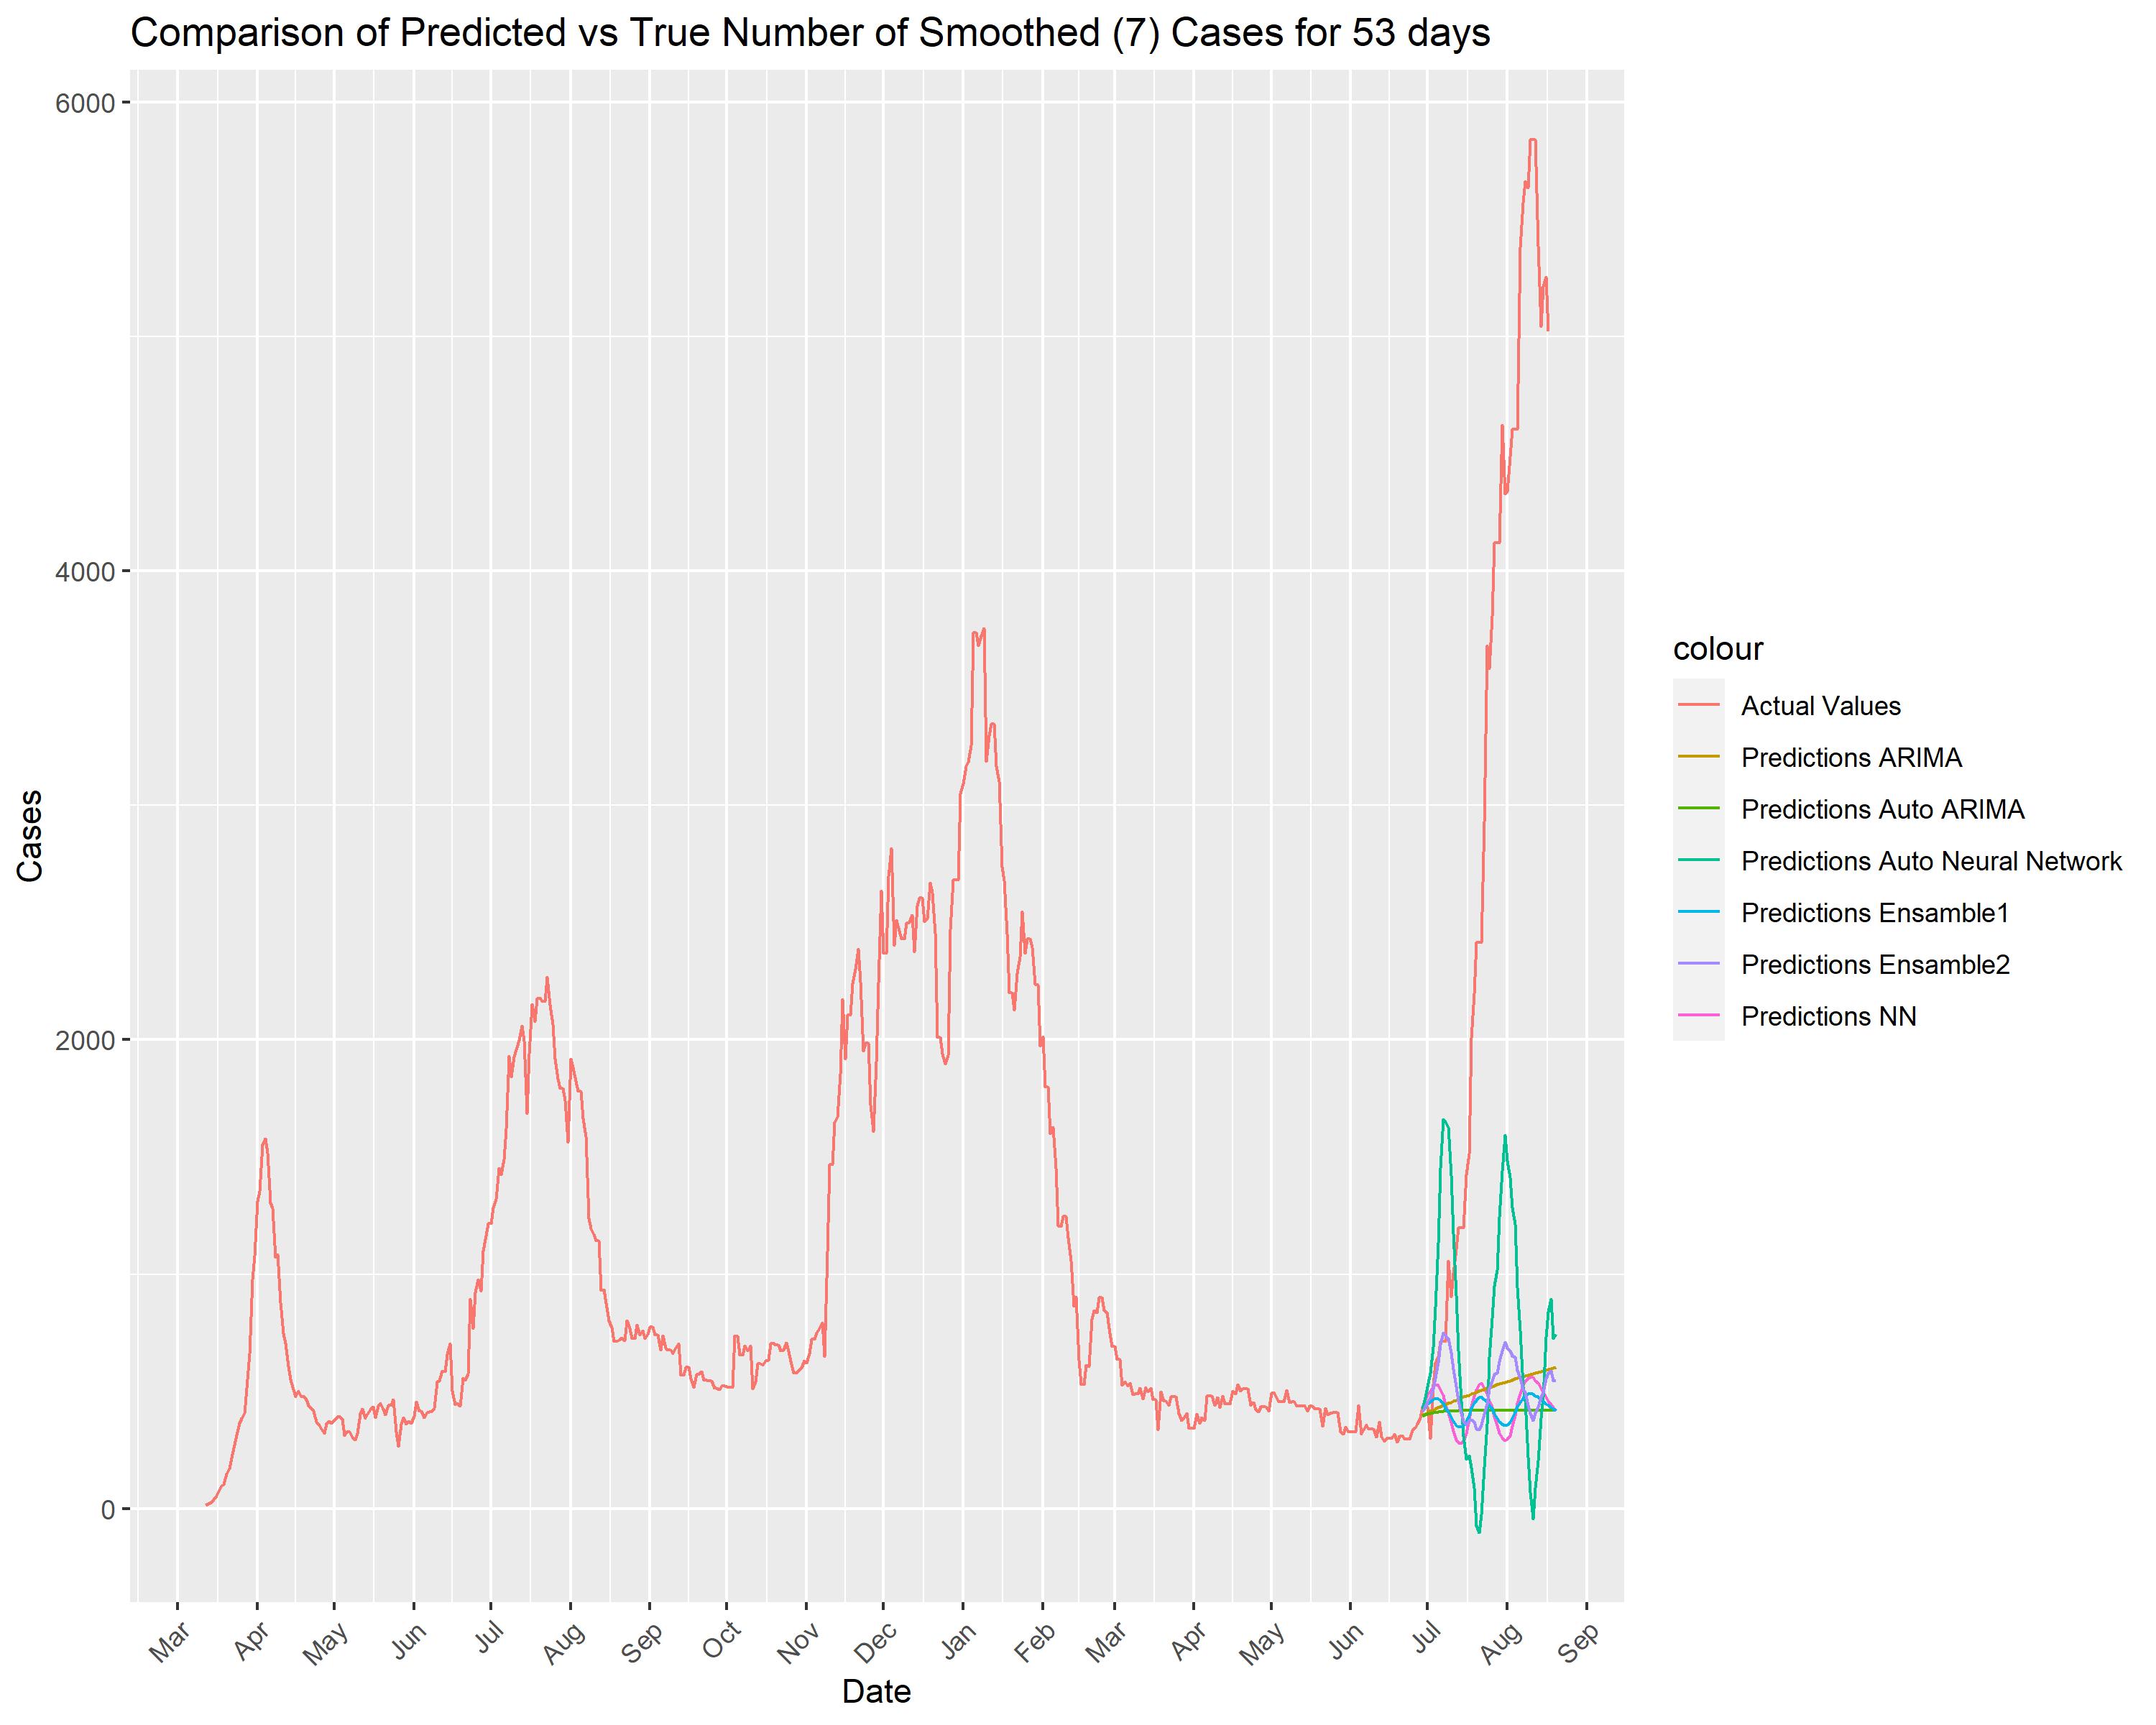 Comparison of Predicted vs True Number of Smoothed (7) Cases for 53 days
6000
4000
2000
0
Cases
Mar
Apr
May
Jun
Jul
Aug
Sep
Oct
Nov
Dec
Jan
Feb
Mar
Apr
May
Jun
Jul
Aug
Sep
Date
colour
Actual Values
Predictions ARIMA
Predictions Auto ARIMA
Predictions Auto Neural Network
Predictions Ensamble1
Predictions Ensamble2
Predictions NN